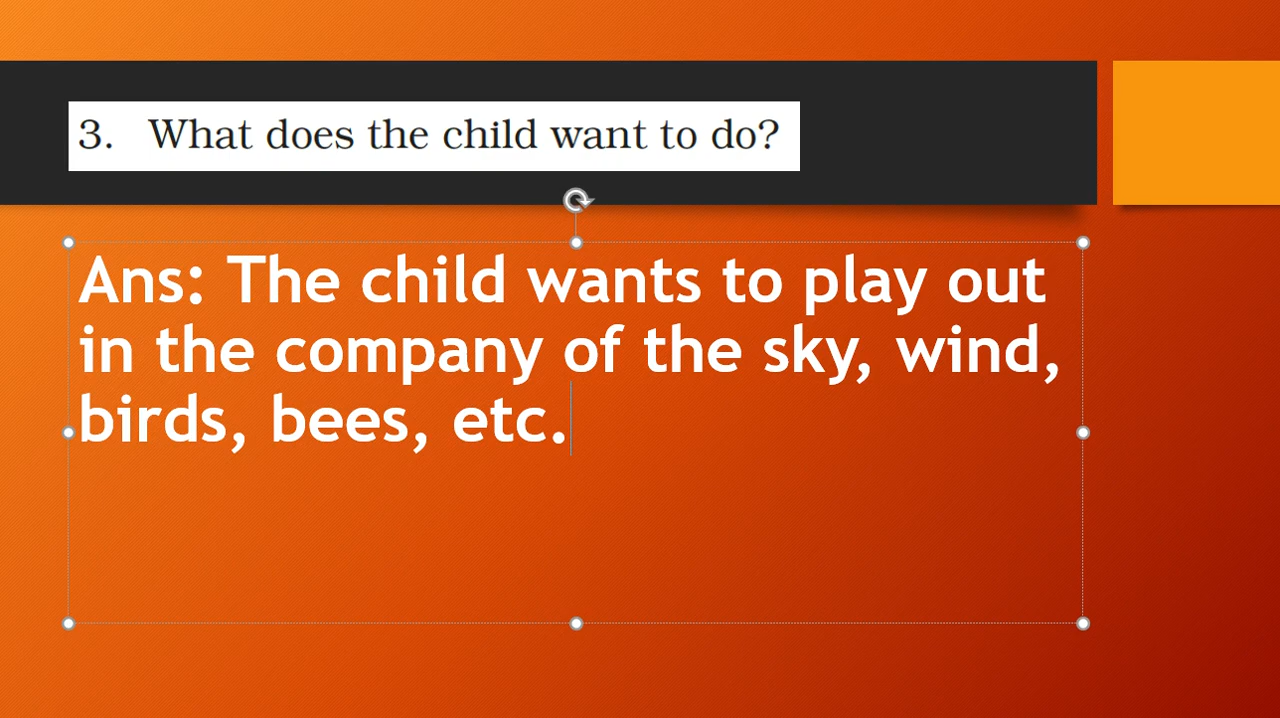 3. What does the child want to do?
Ans: The child wants to play out
in the company of the sky, wind,
birds, bees, etc.